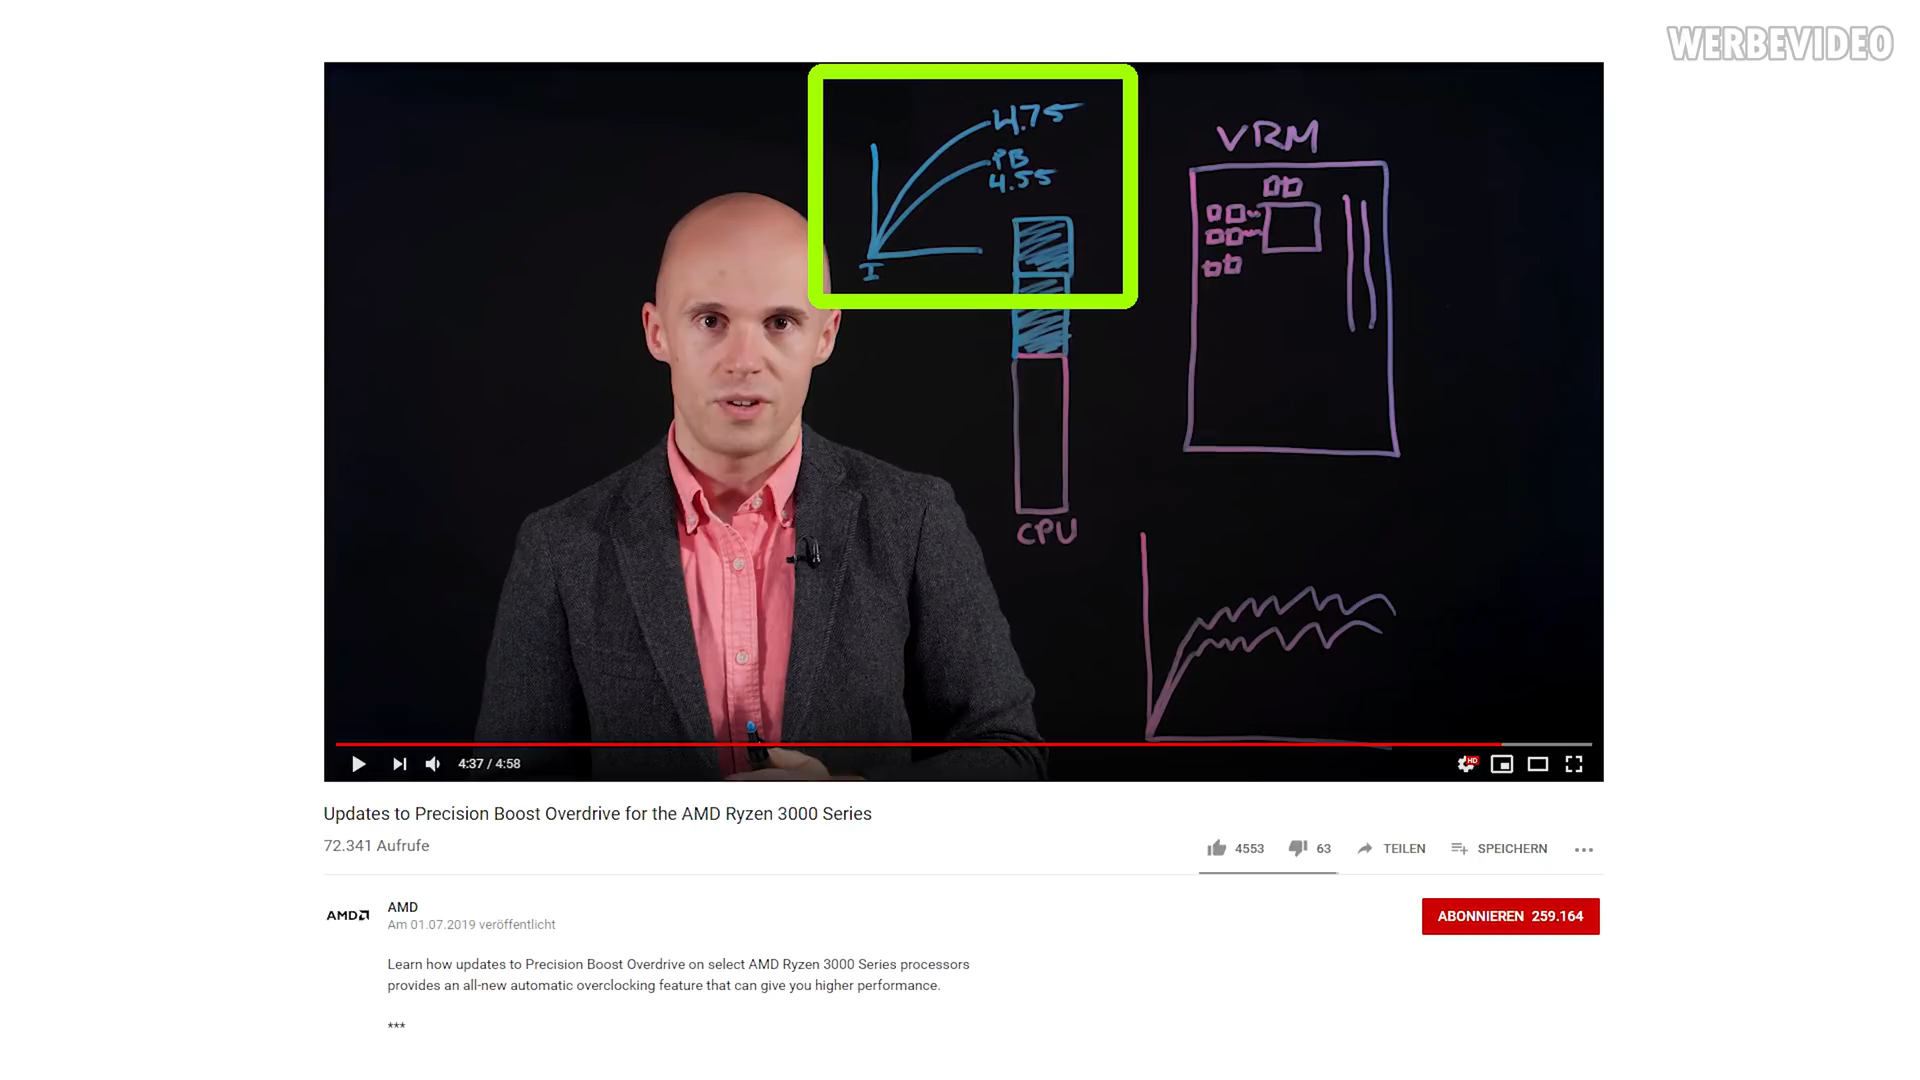 WERBEVIDEO
4.75
PB
4.55
I
VRM
CPU
4:37 / 4:58
HD
Updates to Precision Boost Overdrive for the AMD Ryzen 3000 Series
72.341 Aufrufe
4553
63
TEILEN
SPEICHERN
AMD
AMD
Am 01.07.2019 veröffentlicht
ABONNIEREN 259.164
Learn how updates to Precision Boost Overdrive on select AMD Ryzen 3000 Series processors
provides an all-new automatic overclocking feature that can give you higher performance.
***